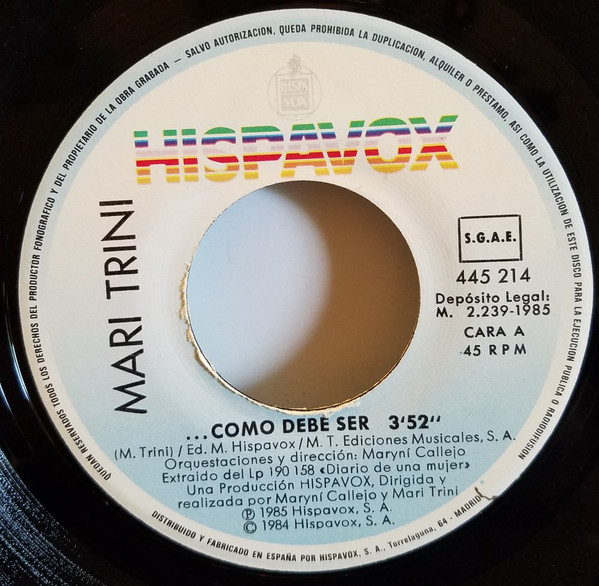 QUEDAN RESERVADOS TODOS LOS DERECHOS DEL PRODUCTOR FONOGRAFICO Y DEL PROPIETARIO DE LA OBRA GRABADA – SALVO AUTORIZACION, QUEDA PROHIBIDA LA DUPLICACION, ALQUILER O PRESTAMO, ASI COMO LA UTILIZACION DE ESTE DISCO PARA LA EJECUCION PUBLICA O RADIODIFUSION
HISPA
VOX
HISPAVOX
MARI TRINI
S.G.A.E.
445 214
Depósito Legal:
M. 2.239-1985
CARA A
45 RPM
...COMO DEBE SER 3'52"
(M. Trini) / Ed. M. Hispavox / M. T. Ediciones Musicales, S. A.
Orquestaciones y dirección: Maryní Callejo
Extraido del Lp 190 158 «Diario de una mujer»
Una Producción HISPAVOX, Dirigida y
realizada por Maryní Callejo y Mari Trini
Ⓟ 1985 Hispavox, S. A.
© 1984 Hispavox, S. A.
DISTRIBUIDO Y FABRICADO EN ESPAÑA POR HISPAVOX, S. A., Torrelaguna, 64 - MADRID